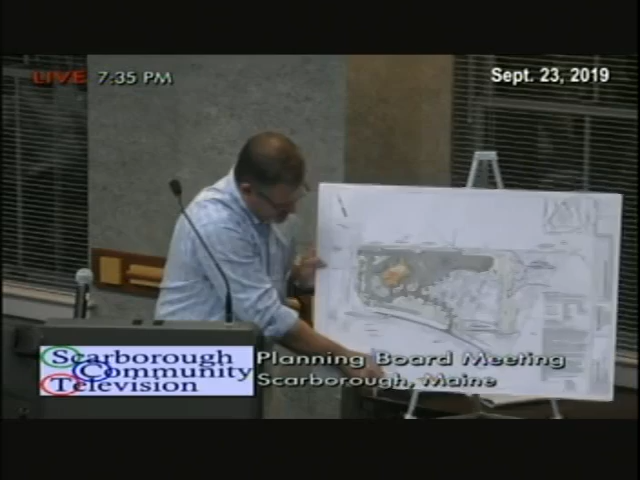 LIVE 7:35 PM
Sept. 23, 2019
Scarborough
Community
Television
Planning Board Meeting
Scarborough, Maine